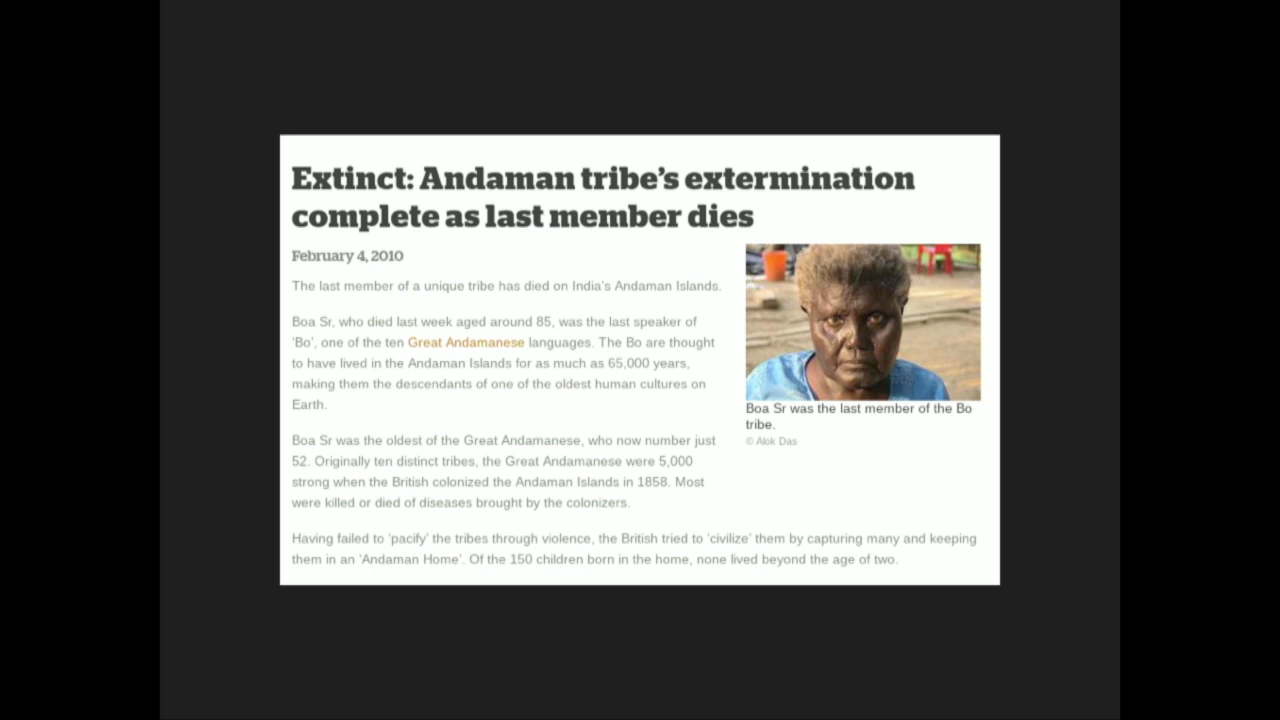 Extinct: Andaman tribe’s extermination
complete as last member dies
February 4, 2010
The last member of a unique tribe has died on India’s Andaman Islands.
Boa Sr, who died last week aged around 85, was the last speaker of
‘Bo’, one of the ten Great Andamanese languages. The Bo are thought
to have lived in the Andaman Islands for as much as 65,000 years,
making them the descendants of one of the oldest human cultures on
Earth.
Boa Sr was the oldest of the Great Andamanese, who now number just
52. Originally ten distinct tribes, the Great Andamanese were 5,000
strong when the British colonized the Andaman Islands in 1858. Most
were killed or died of diseases brought by the colonizers.
Having failed to ‘pacify’ the tribes through violence, the British tried to ‘civilize’ them by capturing many and keeping
them in an ‘Andaman Home’. Of the 150 children born in the home, none lived beyond the age of two.
Boa Sr was the last member of the Bo
tribe.
© Alok Das